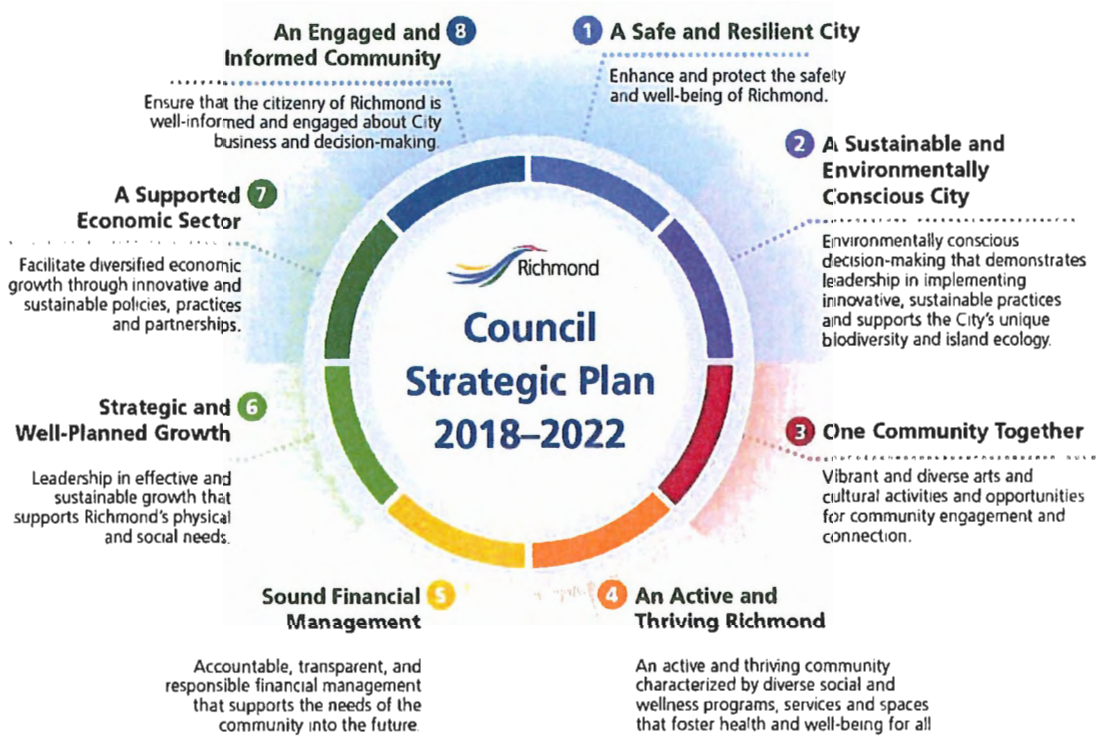 Richmond
Council
Strategic Plan
2018–2022
1 A Safe and Resilient City
Enhance and protect the safety
and well-being of Richmond.
2 A Sustainable and
Environmentally
Conscious City
Environmentally conscious
decision-making that demonstrates
leadership in implementing
innovative, sustainable practices
and supports the City's unique
biodiversity and island ecology.
3 One Community Together
Vibrant and diverse arts and
cultural activities and opportunities
for community engagement and
connection.
4 An Active and
Thriving Richmond
An active and thriving community
characterized by diverse social and
wellness programs, services and spaces
that foster health and well-being for all
Sound Financial 5
Management
Accountable, transparent, and
responsible financial management
that supports the needs of the
community into the future.
Strategic and 6
Well-Planned Growth
Leadership in effective and
sustainable growth that
supports Richmond's physical
and social needs.
A Supported 7
Economic Sector
Facilitate diversified economic
growth through innovative and
sustainable policies, practices
and partnerships.
An Engaged and 8
Informed Community
Ensure that the citizenry of Richmond is
well-informed and engaged about City
business and decision-making.